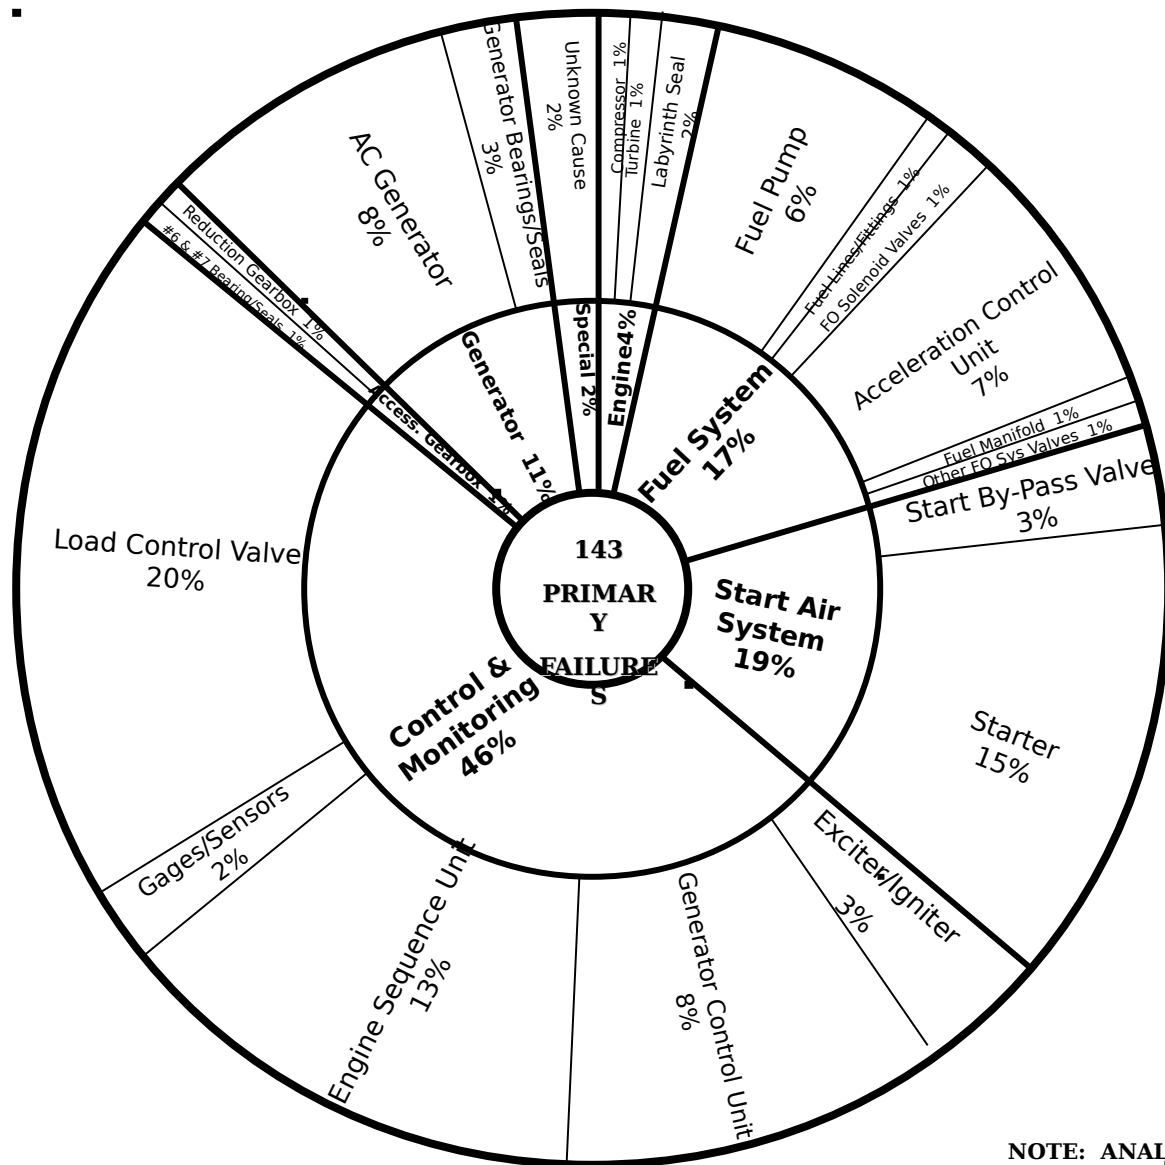 143
PRIMAR
Y
FAILURE
S
Special 2%
Engine4%
Fuel System
17%
Start Air
System
19%
Control &
Monitoring
46%
Access. Gearbox 1%
Generator 11%
Unknown Cause
2%
Compressor 1%
Turbine 1%
Labyrinth Seal
2%
Fuel Pump
6%
Fuel Lines/Fittings 1%
FO Solenoid Valves 1%
Acceleration Control
Unit
7%
Fuel Manifold 1%
Other FO Sys Valves 1%
Start By-Pass Valve
3%
Starter
15%
Exciter/Igniter
3%
Generator Control Unit
8%
Engine Sequence Unit
13%
Gages/Sensors
2%
Load Control Valve
20%
#6 & #7 Bearing/Seals 1%
Reduction Gearbox 1%
AC Generator
8%
Generator Bearings/Seals
3%
NOTE: ANAL